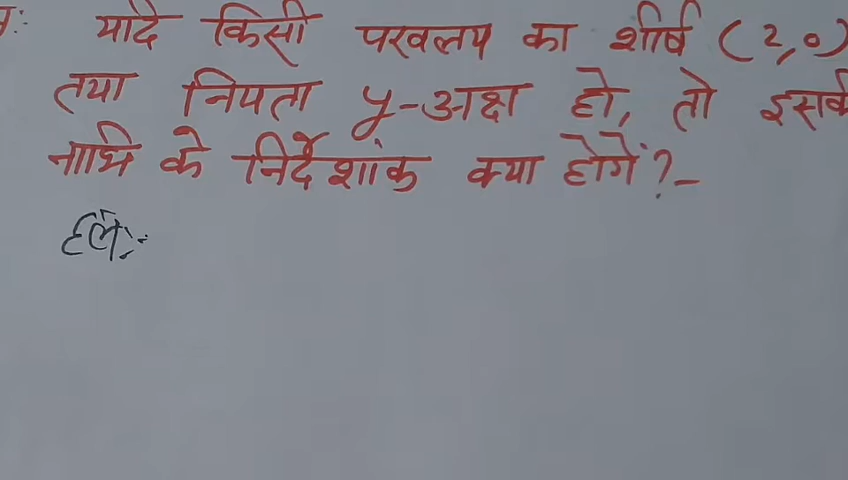 यदि किसी परवलय का शीर्ष (2,0)
तथा नियता y-अक्ष हो, तो इसके
नाभि के निर्देशांक क्या होगें?-
हल:-